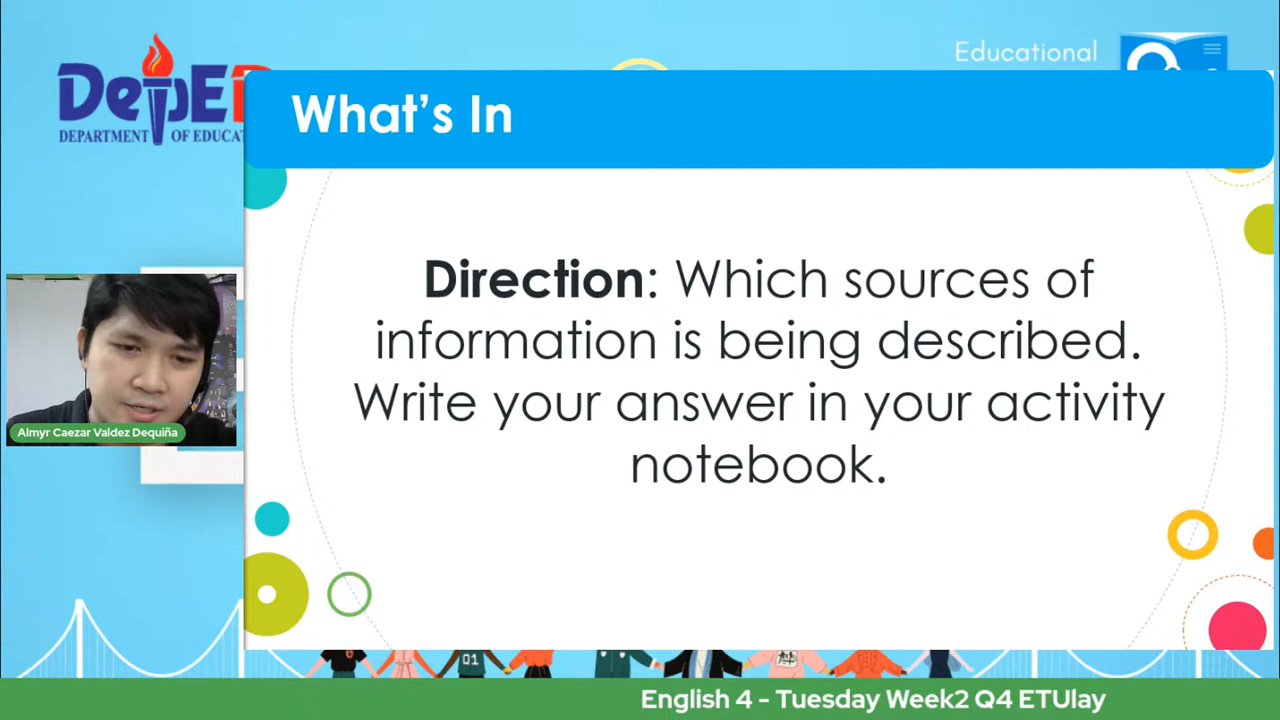 Educational
DepE
DEPARTMENT OF EDUCAT
What's In
Direction: Which sources of
information is being described.
Write your answer in your activity
notebook.
Almyr Caezar Valdez Dequiña
01
English 4 - Tuesday Week2 Q4 ETUlay